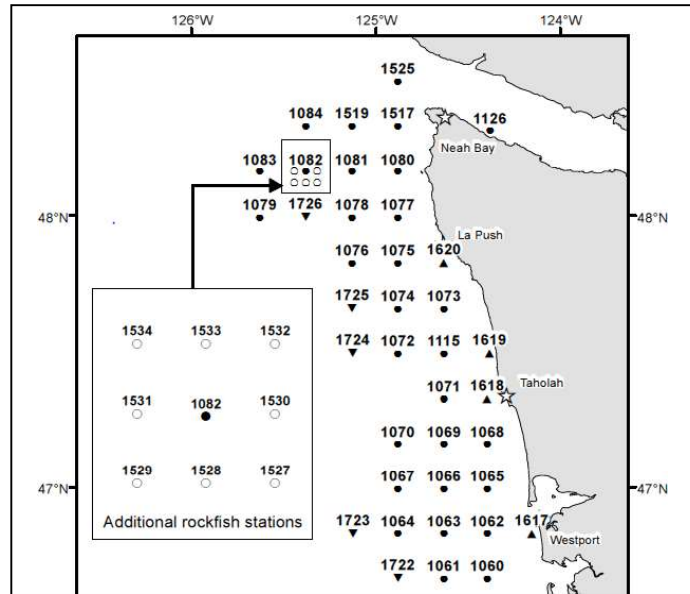 126°W 125°W 124°W
1525
1084 1519 1517
1126
Neah Bay
1083 1082 1081 1080
48°N 1079 1726 1078 1077 48°N
La Push
1076 1075 1620
1725 1074 1073
1724 1072 1115 1619
1534 1533 1532
1071 1618 Taholah
1531 1082 1530
1070 1069 1068
1529 1528 1527
1067 1066 1065
47°N 47°N
Additional rockfish stations
1723 1064 1063 1062 1617
Westport
1722 1061 1060